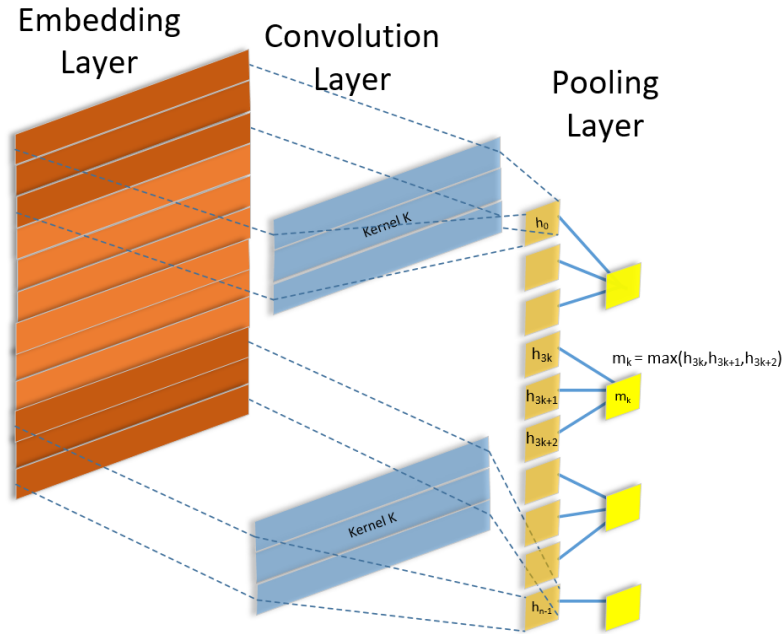 Embedding
Layer
Convolution
Layer
Pooling
Layer
Kernel K
h₀
h₃ₖ
mₖ = max(h₃ₖ,h₃ₖ₊₁,h₃ₖ₊₂)
h₃ₖ₊₁
mₖ
h₃ₖ₊₂
Kernel K
hₙ₋₁